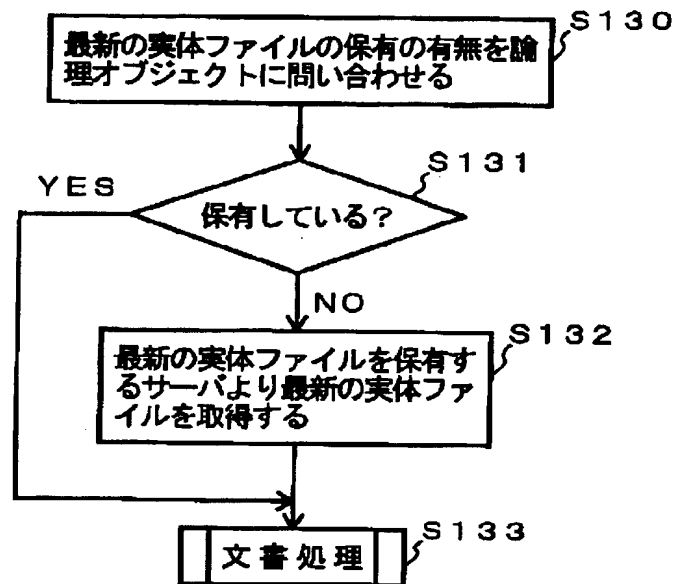 S130
最新の実体ファイルの保有の有無を論
理オブジェクトに問い合わせる
S131
YES
保有している?
NO
S132
最新の実体ファイルを保有す
るサーバより最新の実体ファ
イルを取得する
S133
文書処理